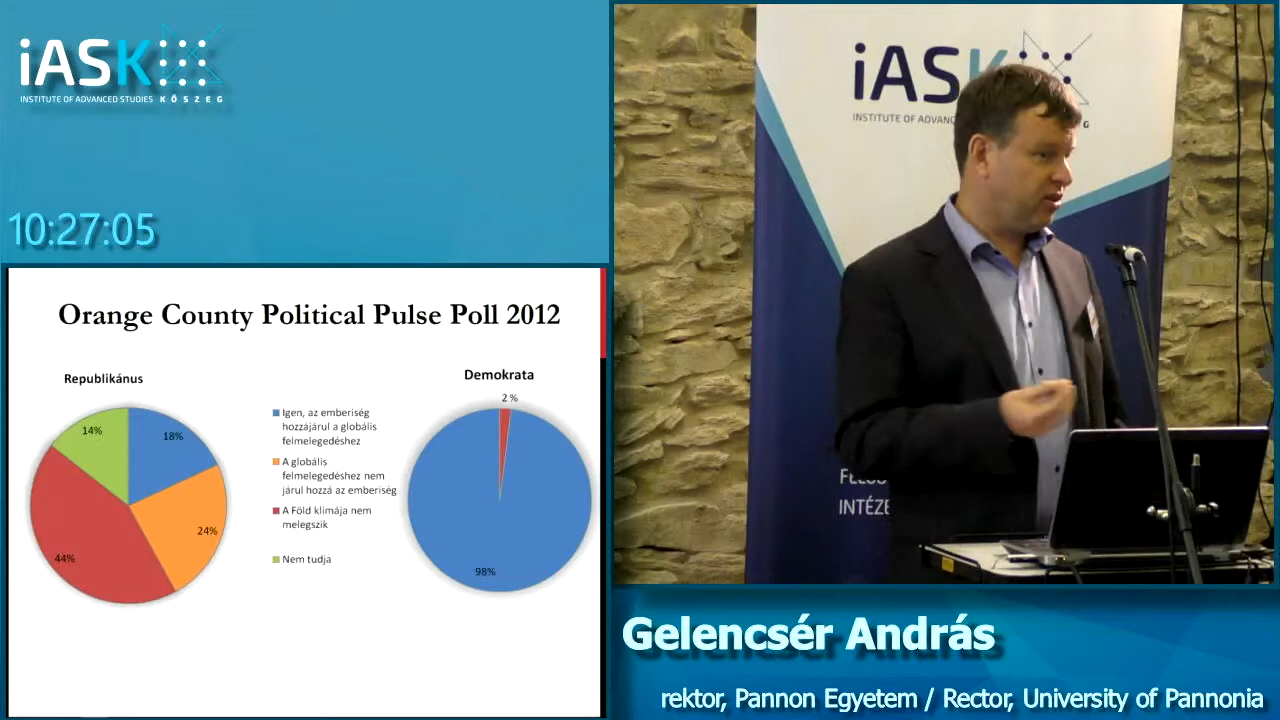 iASK
INSTITUTE OF ADVANCED STUDIES KŐSZEG
10:27:05
Orange County Political Pulse Poll 2012
Republikánus
14%
18%
24%
44%
Igen, az emberiség
hozzájárul a globális
felmelegedéshez
A globális
felmelegedéshez nem
járul hozzá az emberiség
A Föld klímája nem
melegszik
Nem tudja
Demokrata
2%
98%
iASK
INSTITUTE OF ADVANC
G
INTÉZE
Gelencsér András
rektor, Pannon Egyetem / Rector, University of Pannonia